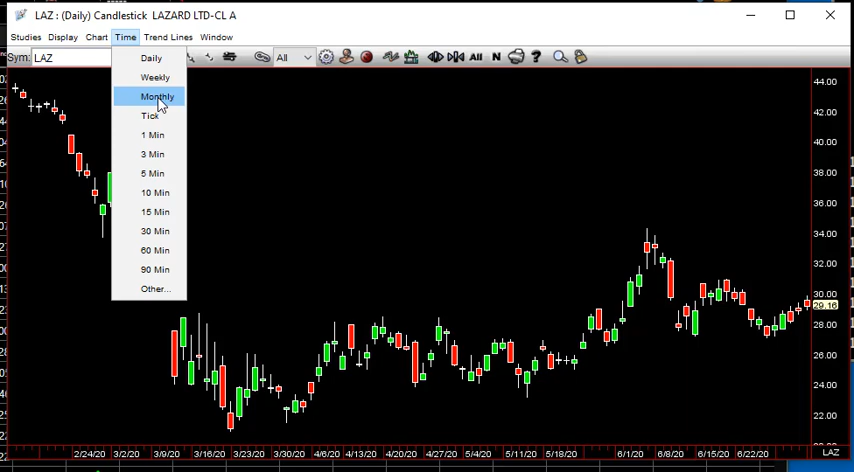 LAZ : (Daily) Candlestick LAZARD LTD-CL A
Studies Display Chart Time Trend Lines Window
Sym: LAZ All All N ?
Daily
Weekly
Monthly
Tick
1 Min
3 Min
5 Min
10 Min
15 Min
30 Min
60 Min
90 Min
Other...
44.00
42.00
40.00
38.00
36.00
34.00
32.00
30.00
29.16
28.00
26.00
24.00
22.00
2/24/20 3/2/20 3/9/20 3/16/20 3/23/20 3/30/20 4/6/20 4/13/20 4/20/20 4/27/20 5/4/20 5/11/20 5/18/20 6/1/20 6/8/20 6/15/20 6/22/20 LAZ